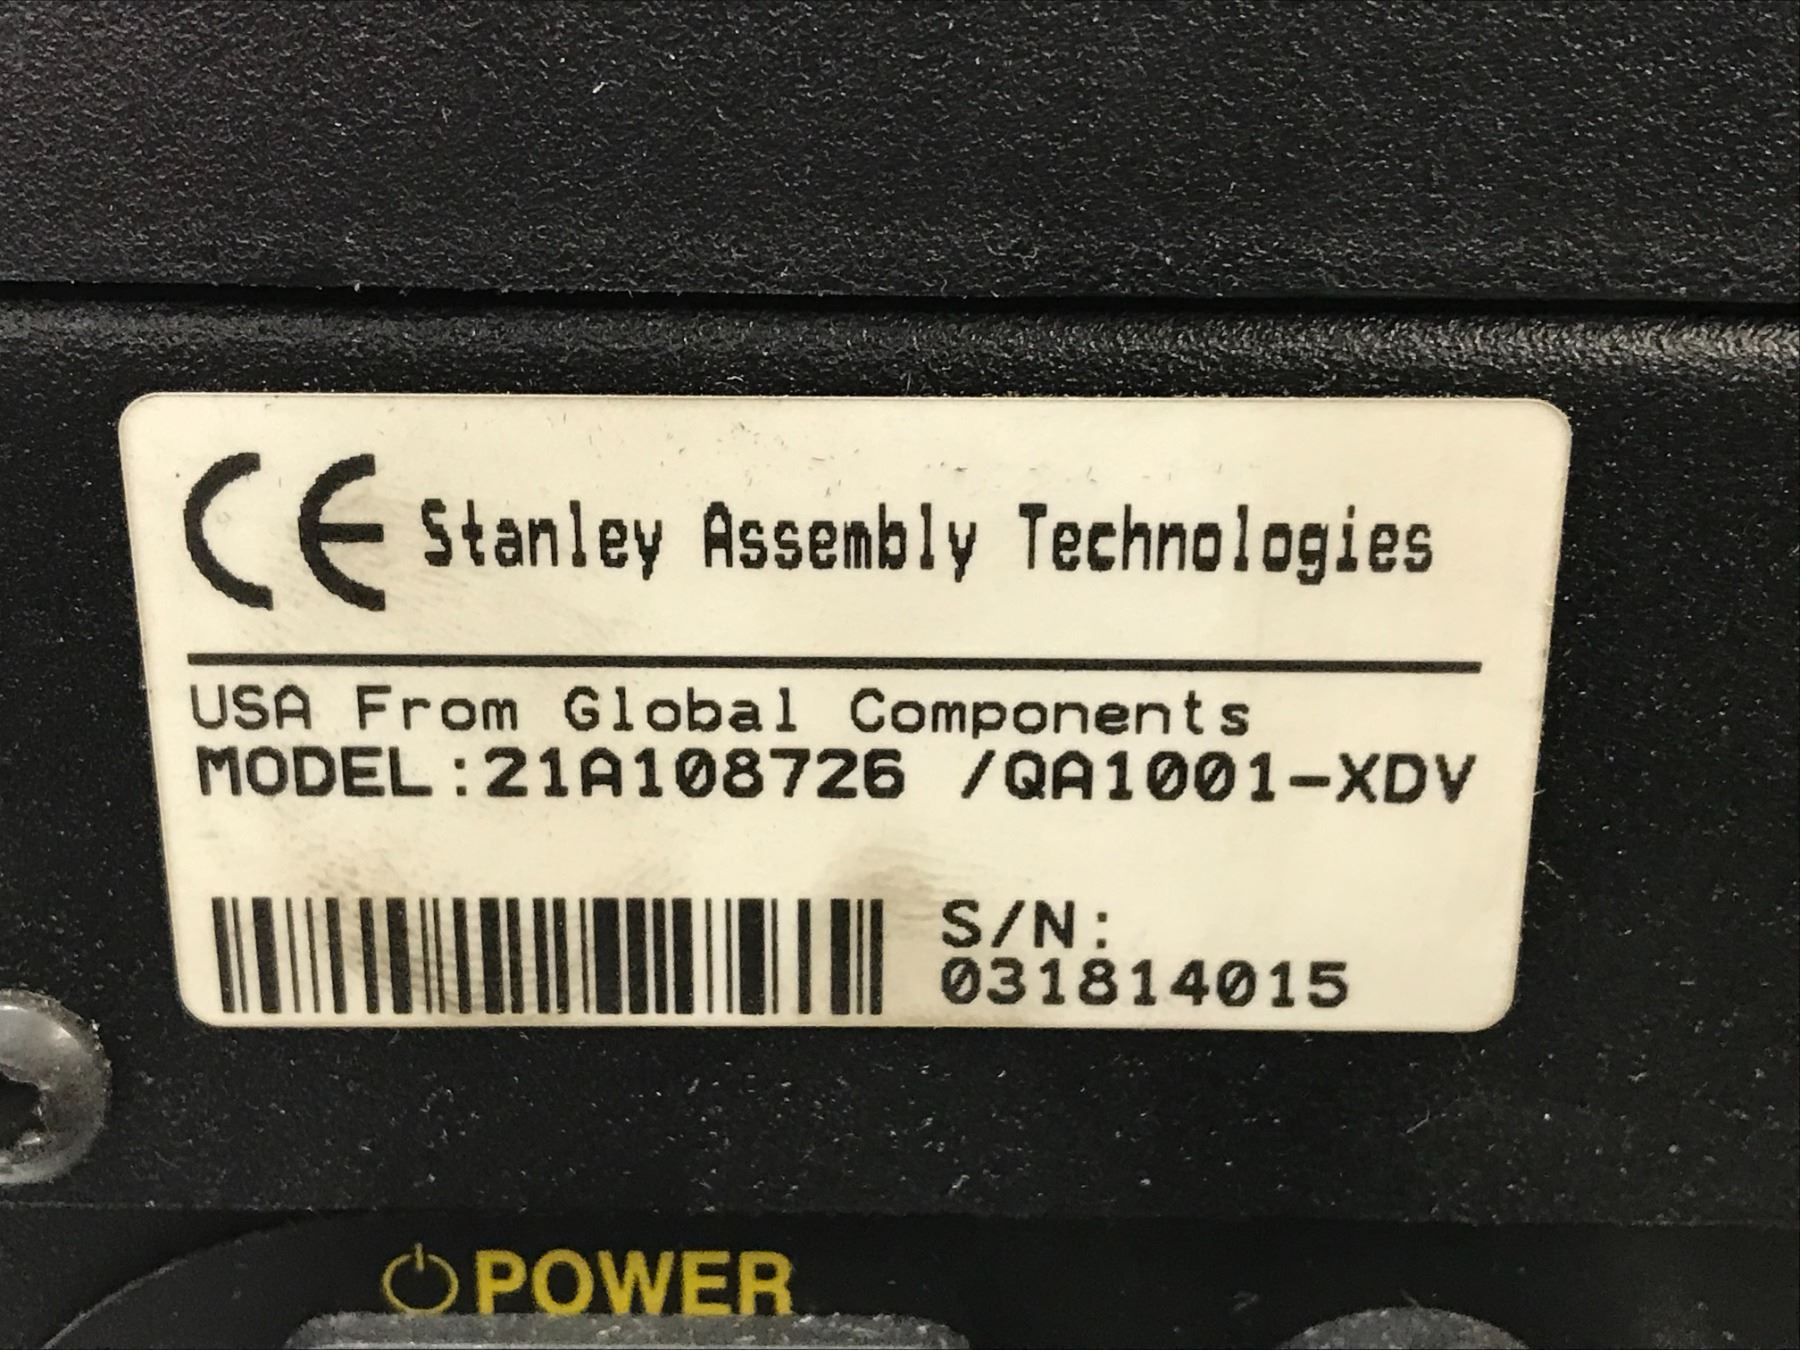 CE Stanley Assembly Technologies
USA From Global Components
MODEL:21A108726 /QA1001-XDV
S/N:
031814015
POWER